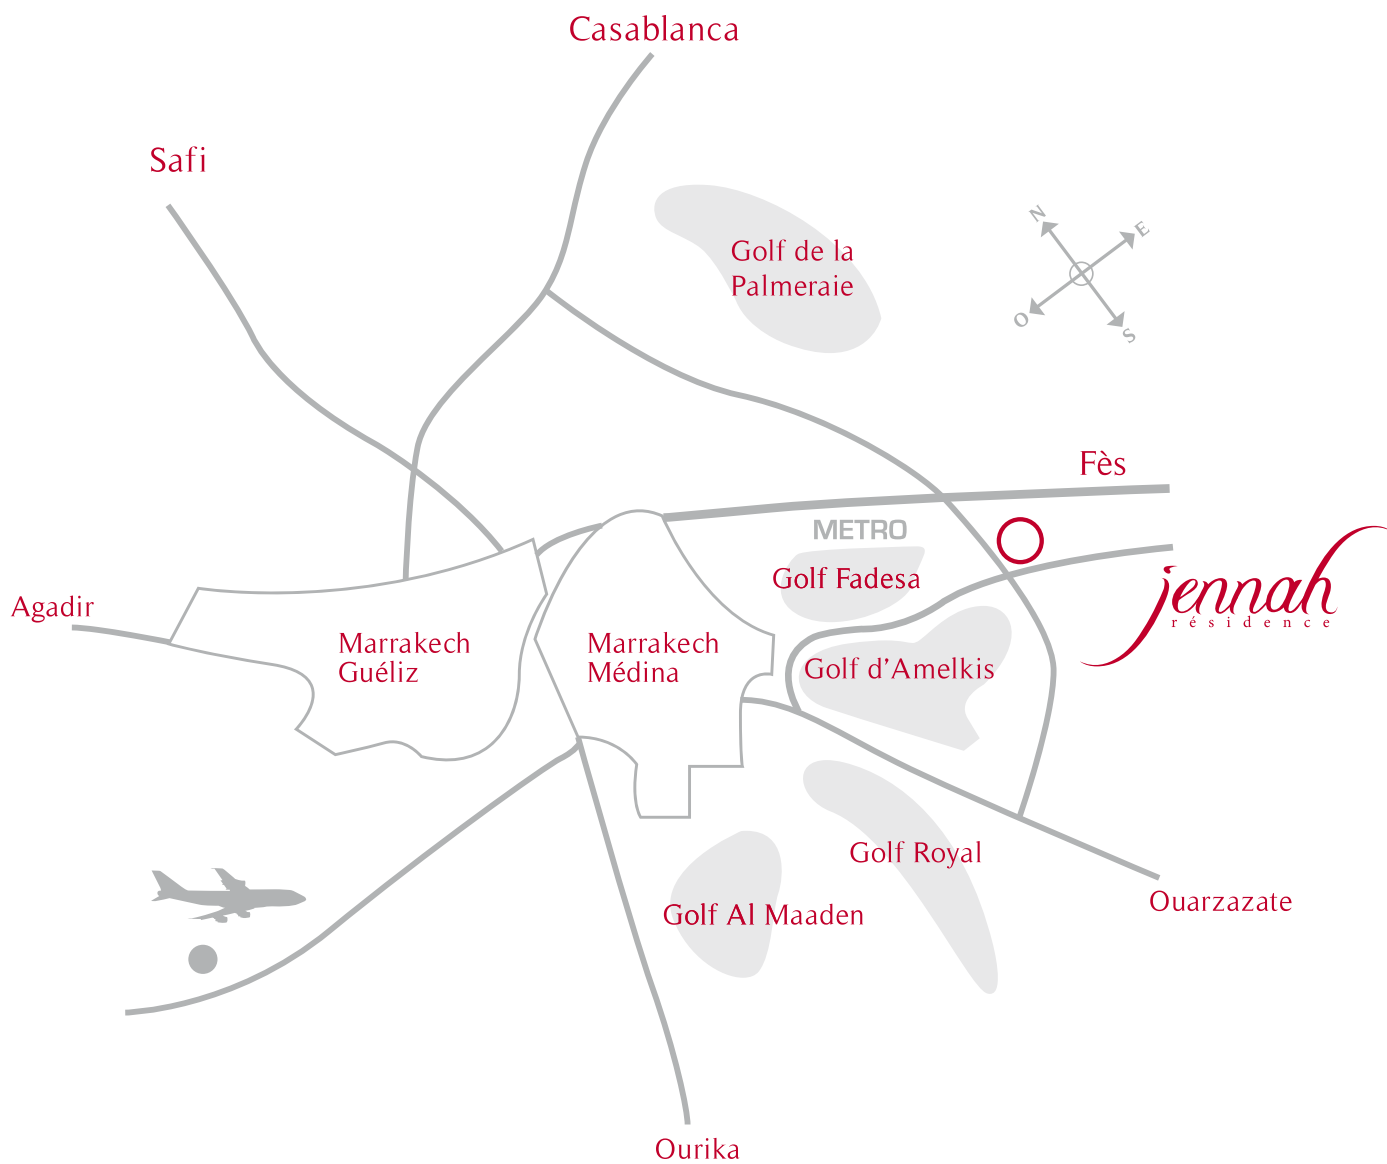 Casablanca
Safi
N
E
O
S
Golf de la
Palmeraie
Fès
METRO
Golf Fadesa
jennah
résidence
Agadir
Marrakech
Guéliz
Marrakech
Médina
Golf d'Amelkis
Golf Royal
Golf Al Maaden
Ouarzazate
Ourika